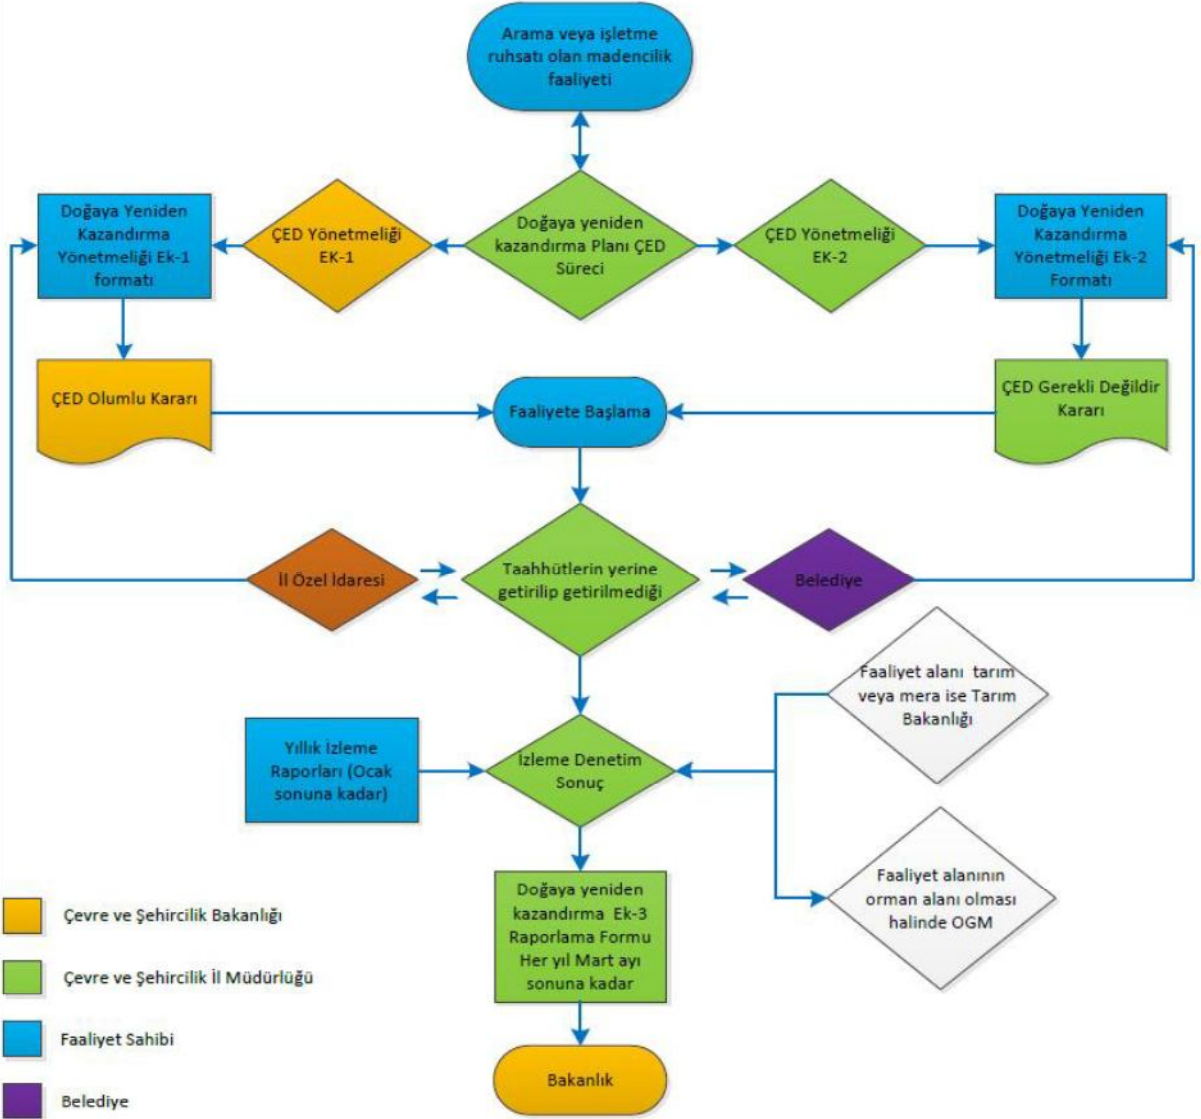 Arama veya işletme
ruhsatı olan madencilik
faaliyeti
Doğaya Yeniden
Kazandırma
Yönetmeliği Ek-1
formatı
ÇED Yönetmeliği
EK-1
Doğaya yeniden
kazandırma Planı ÇED
Süreci
ÇED Yönetmeliği
EK-2
Doğaya Yeniden
Kazandırma
Yönetmeliği Ek-2
Formatı
ÇED Olumlu Kararı
Faaliyete Başlama
ÇED Gerekli Değildir
Kararı
İl Özel İdaresi
Taahhütlerin yerine
getirilip getirilmediği
Belediye
Faaliyet alanı tarım
veya mera ise Tarım
Bakanlığı
Yıllık İzleme
Raporları (Ocak
sonuna kadar)
İzleme Denetim
Sonuç
Faaliyet alanının
orman alanı olması
halinde OGM
Doğaya yeniden
kazandırma Ek-3
Raporlama Formu
Her yıl Mart ayı
sonuna kadar
Bakanlık
Çevre ve Şehircilik Bakanlığı
Çevre ve Şehircilik İl Müdürlüğü
Faaliyet Sahibi
Belediye